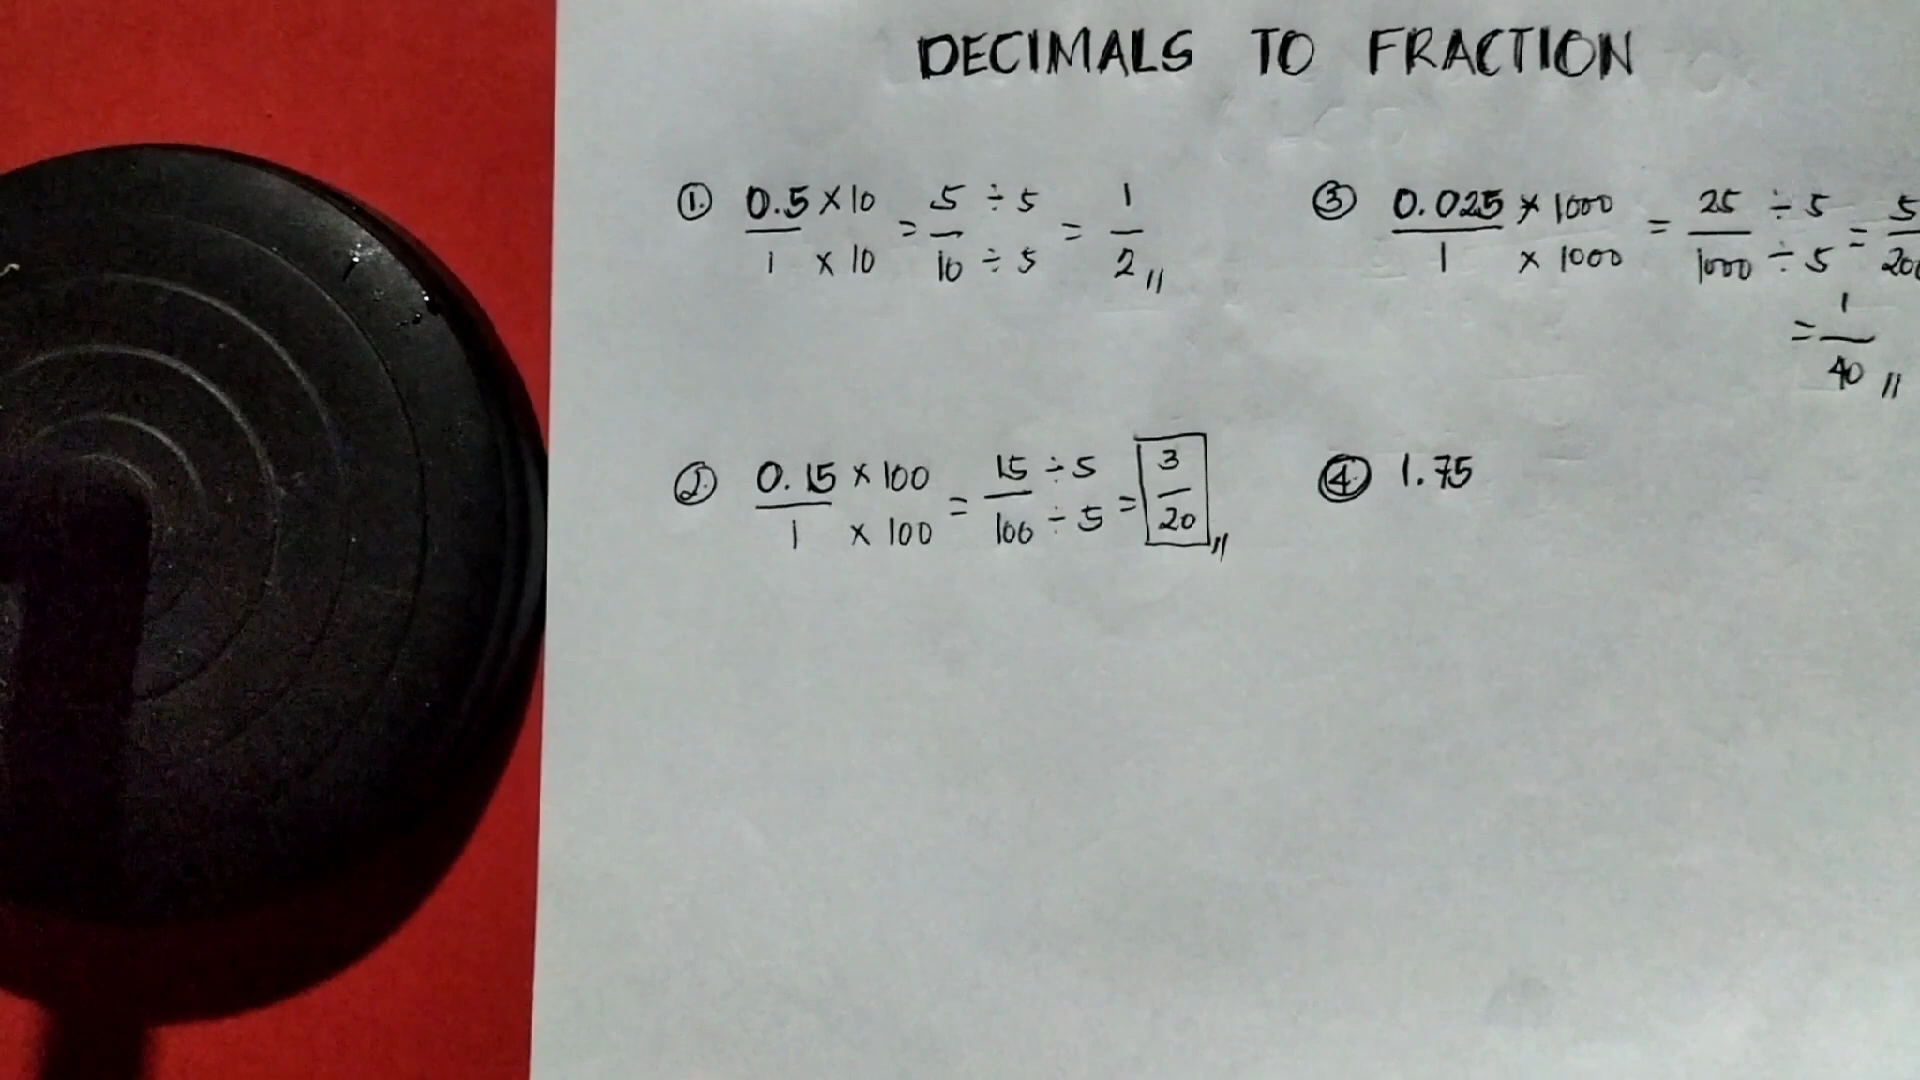 DECIMALS TO FRACTION
① 0.5 × 10 / 1 × 10 = 5 ÷ 5 / 10 ÷ 5 = 1 / 2 //
② 0.15 × 100 / 1 × 100 = 15 ÷ 5 / 100 ÷ 5 = 3 / 20 //
③ 0.025 × 1000 / 1 × 1000 = 25 ÷ 5 / 1000 ÷ 5 = 5 / 200
= 1 / 40 //
④ 1.75